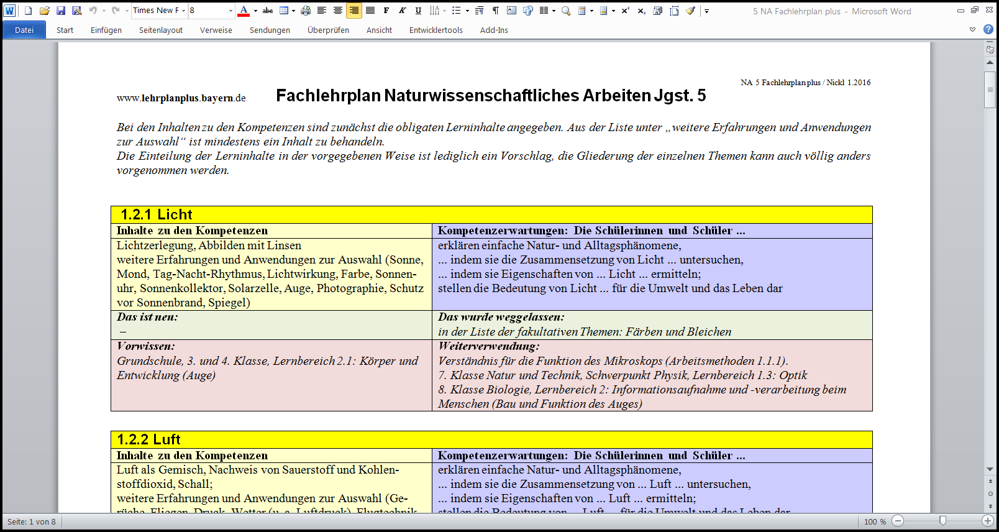 Times New F 8
5 NA Fachlehrplan plus - Microsoft Word
Datei Start Einfügen Seitenlayout Verweise Sendungen Überprüfen Ansicht Entwicklertools Add-Ins
NA 5 Fachlehrplan plus / Nickl 1.2016
www.lehrplanplus.bayern.de
Fachlehrplan Naturwissenschaftliches Arbeiten Jgst. 5
Bei den Inhalten zu den Kompetenzen sind zunächst die obligaten Lerninhalte angegeben. Aus der Liste unter „weitere Erfahrungen und Anwendungen
zur Auswahl“ ist mindestens ein Inhalt zu behandeln.
Die Einteilung der Lerninhalte in der vorgegebenen Weise ist lediglich ein Vorschlag, die Gliederung der einzelnen Themen kann auch völlig anders
vorgenommen werden.
1.2.1 Licht
Inhalte zu den Kompetenzen
Lichtzerlegung, Abbilden mit Linsen
weitere Erfahrungen und Anwendungen zur Auswahl (Sonne,
Mond, Tag-Nacht-Rhythmus, Lichtwirkung, Farbe, Sonnen-
uhr, Sonnenkollektor, Solarzelle, Auge, Photographie, Schutz
vor Sonnenbrand, Spiegel)
Kompetenzerwartungen: Die Schülerinnen und Schüler ...
erklären einfache Natur- und Alltagsphänomene,
... indem sie die Zusammensetzung von Licht ... untersuchen,
... indem sie Eigenschaften von ... Licht ... ermitteln;
stellen die Bedeutung von Licht ... für die Umwelt und das Leben dar
Das ist neu:
–
Das wurde weggelassen:
in der Liste der fakultativen Themen: Färben und Bleichen
Vorwissen:
Grundschule, 3. und 4. Klasse, Lernbereich 2.1: Körper und
Entwicklung (Auge)
Weiterverwendung:
Verständnis für die Funktion des Mikroskops (Arbeitsmethoden 1.1.1).
7. Klasse Natur und Technik, Schwerpunkt Physik, Lernbereich 1.3: Optik
8. Klasse Biologie, Lernbereich 2: Informationsaufnahme und -verarbeitung beim
Menschen (Bau und Funktion des Auges)
1.2.2 Luft
Inhalte zu den Kompetenzen
Luft als Gemisch, Nachweis von Sauerstoff und Kohlen-
stoffdioxid, Schall;
weitere Erfahrungen und Anwendungen zur Auswahl (Ge-
rüche, Fliegen, Druck, Wetter (u. a. Luftdruck), Flugtechnik
Kompetenzerwartungen: Die Schülerinnen und Schüler ...
erklären einfache Natur- und Alltagsphänomene,
... indem sie die Zusammensetzung von ... Luft ... untersuchen,
... indem sie Eigenschaften von ... Luft ... ermitteln;
stellen die Bedeutung von ... Luft ... für die Umwelt und das Leben dar
Seite: 1 von 8
100 %